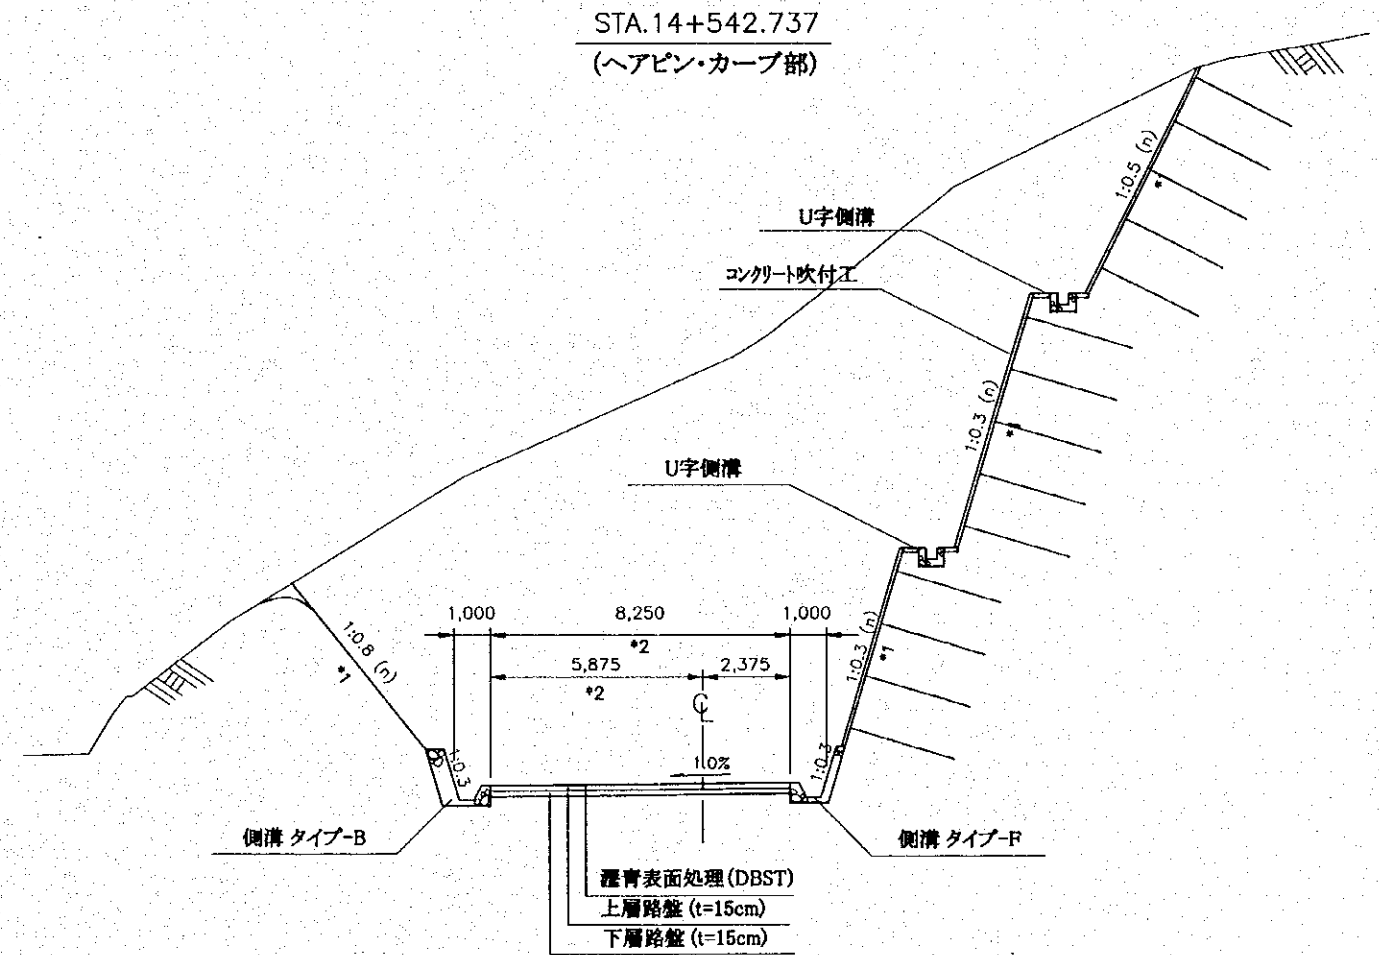 STA.14+542.737
(ヘアピン・カーブ部)
1:0.5 (n)
U字側溝
コンクリート吹付工
1:0.3 (n)
U字側溝
1,000
8,250
1,000
*2
5,875
2,375
*2
1:0.8 (n)
*1
1:0.3 (n)
*1
CL
1.0%
1:0.3
1:0.3
側溝 タイプ-B
側溝 タイプ-F
瀝青表面処理(DBST)
上層路盤 (t=15cm)
下層路盤 (t=15cm)